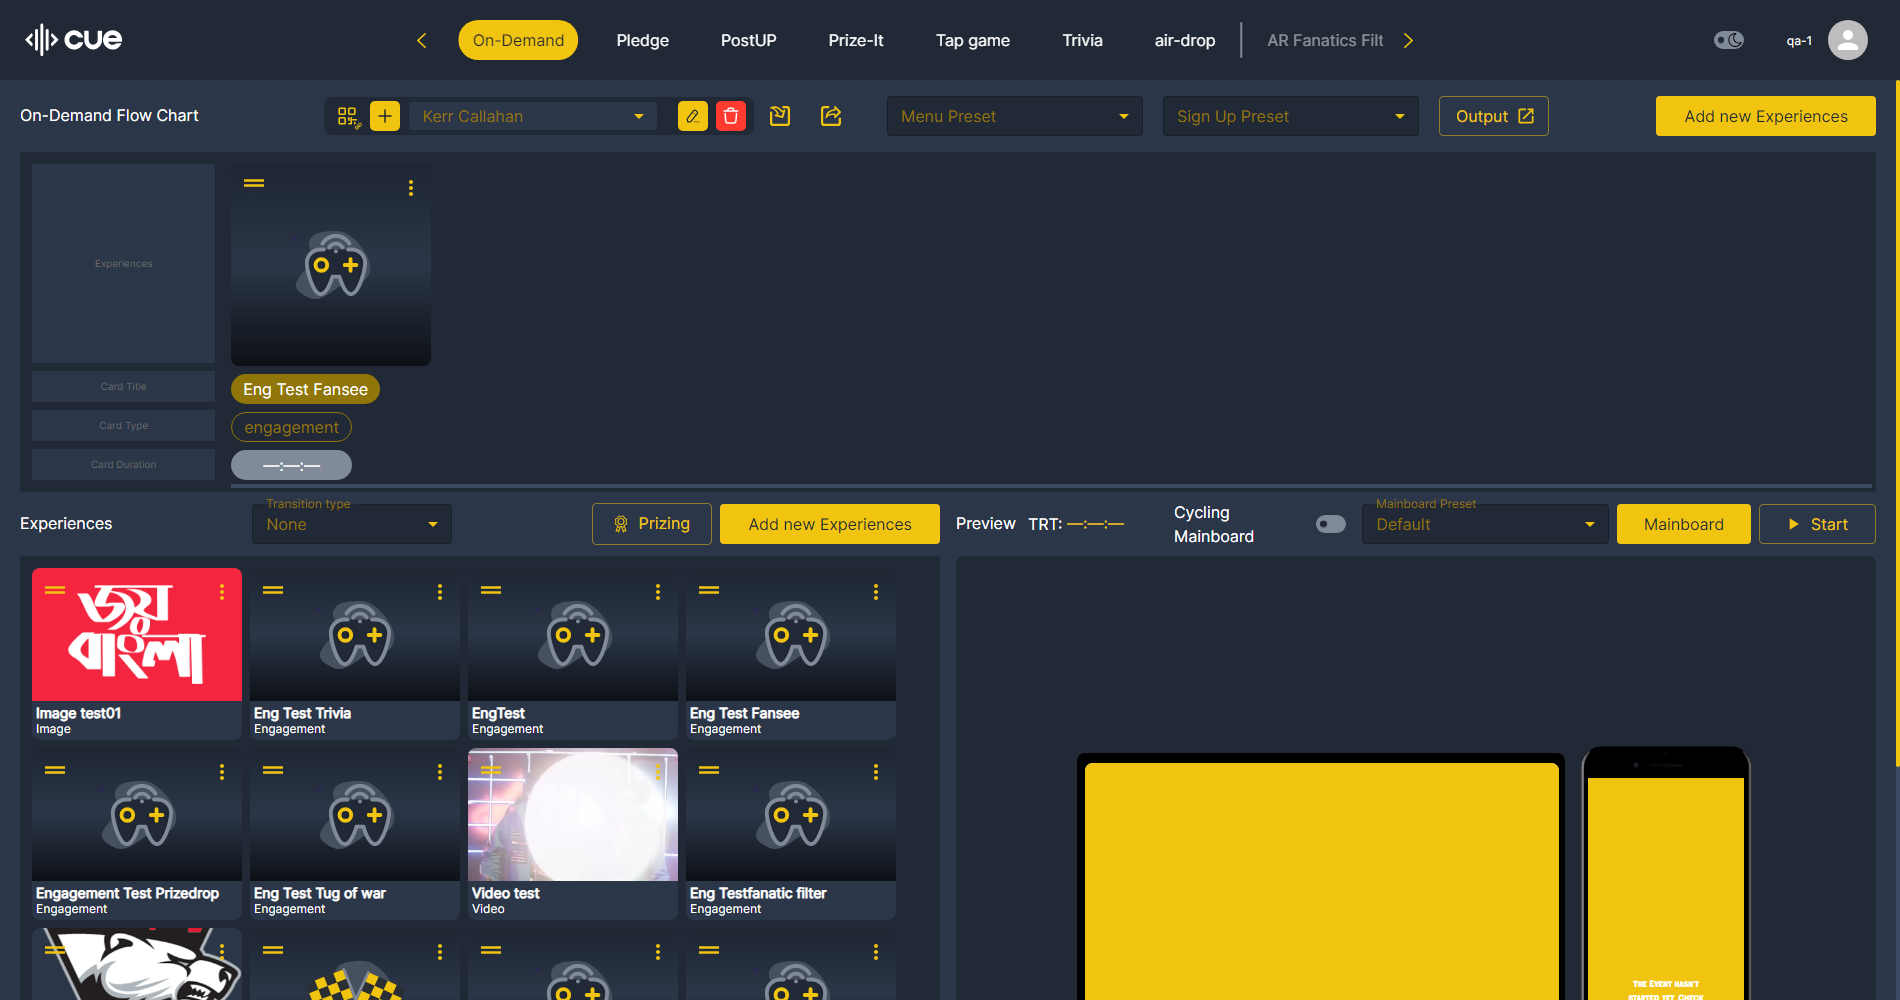 cue
On-Demand
Pledge
PostUP
Prize-It
Tap game
Trivia
air-drop
AR Fanatics Filt
qa-1
On-Demand Flow Chart
Kerr Callahan
Menu Preset
Sign Up Preset
Output
Add new Experiences
Experiences
Card Title
Eng Test Fansee
Card Type
engagement
Card Duration
—:—:—
Experiences
Transition type
None
Prizing
Add new Experiences
Preview
TRT: —:—:—
Cycling
Mainboard
Mainboard Preset
Default
Mainboard
Start
জয়
বাংলা
Image test01
Image
Eng Test Trivia
Engagement
EngTest
Engagement
Eng Test Fansee
Engagement
Engagement Test Prizedrop
Engagement
Eng Test Tug of war
Engagement
Video test
Video
Eng Testfanatic filter
Engagement
The Event hasn't
started yet. Check